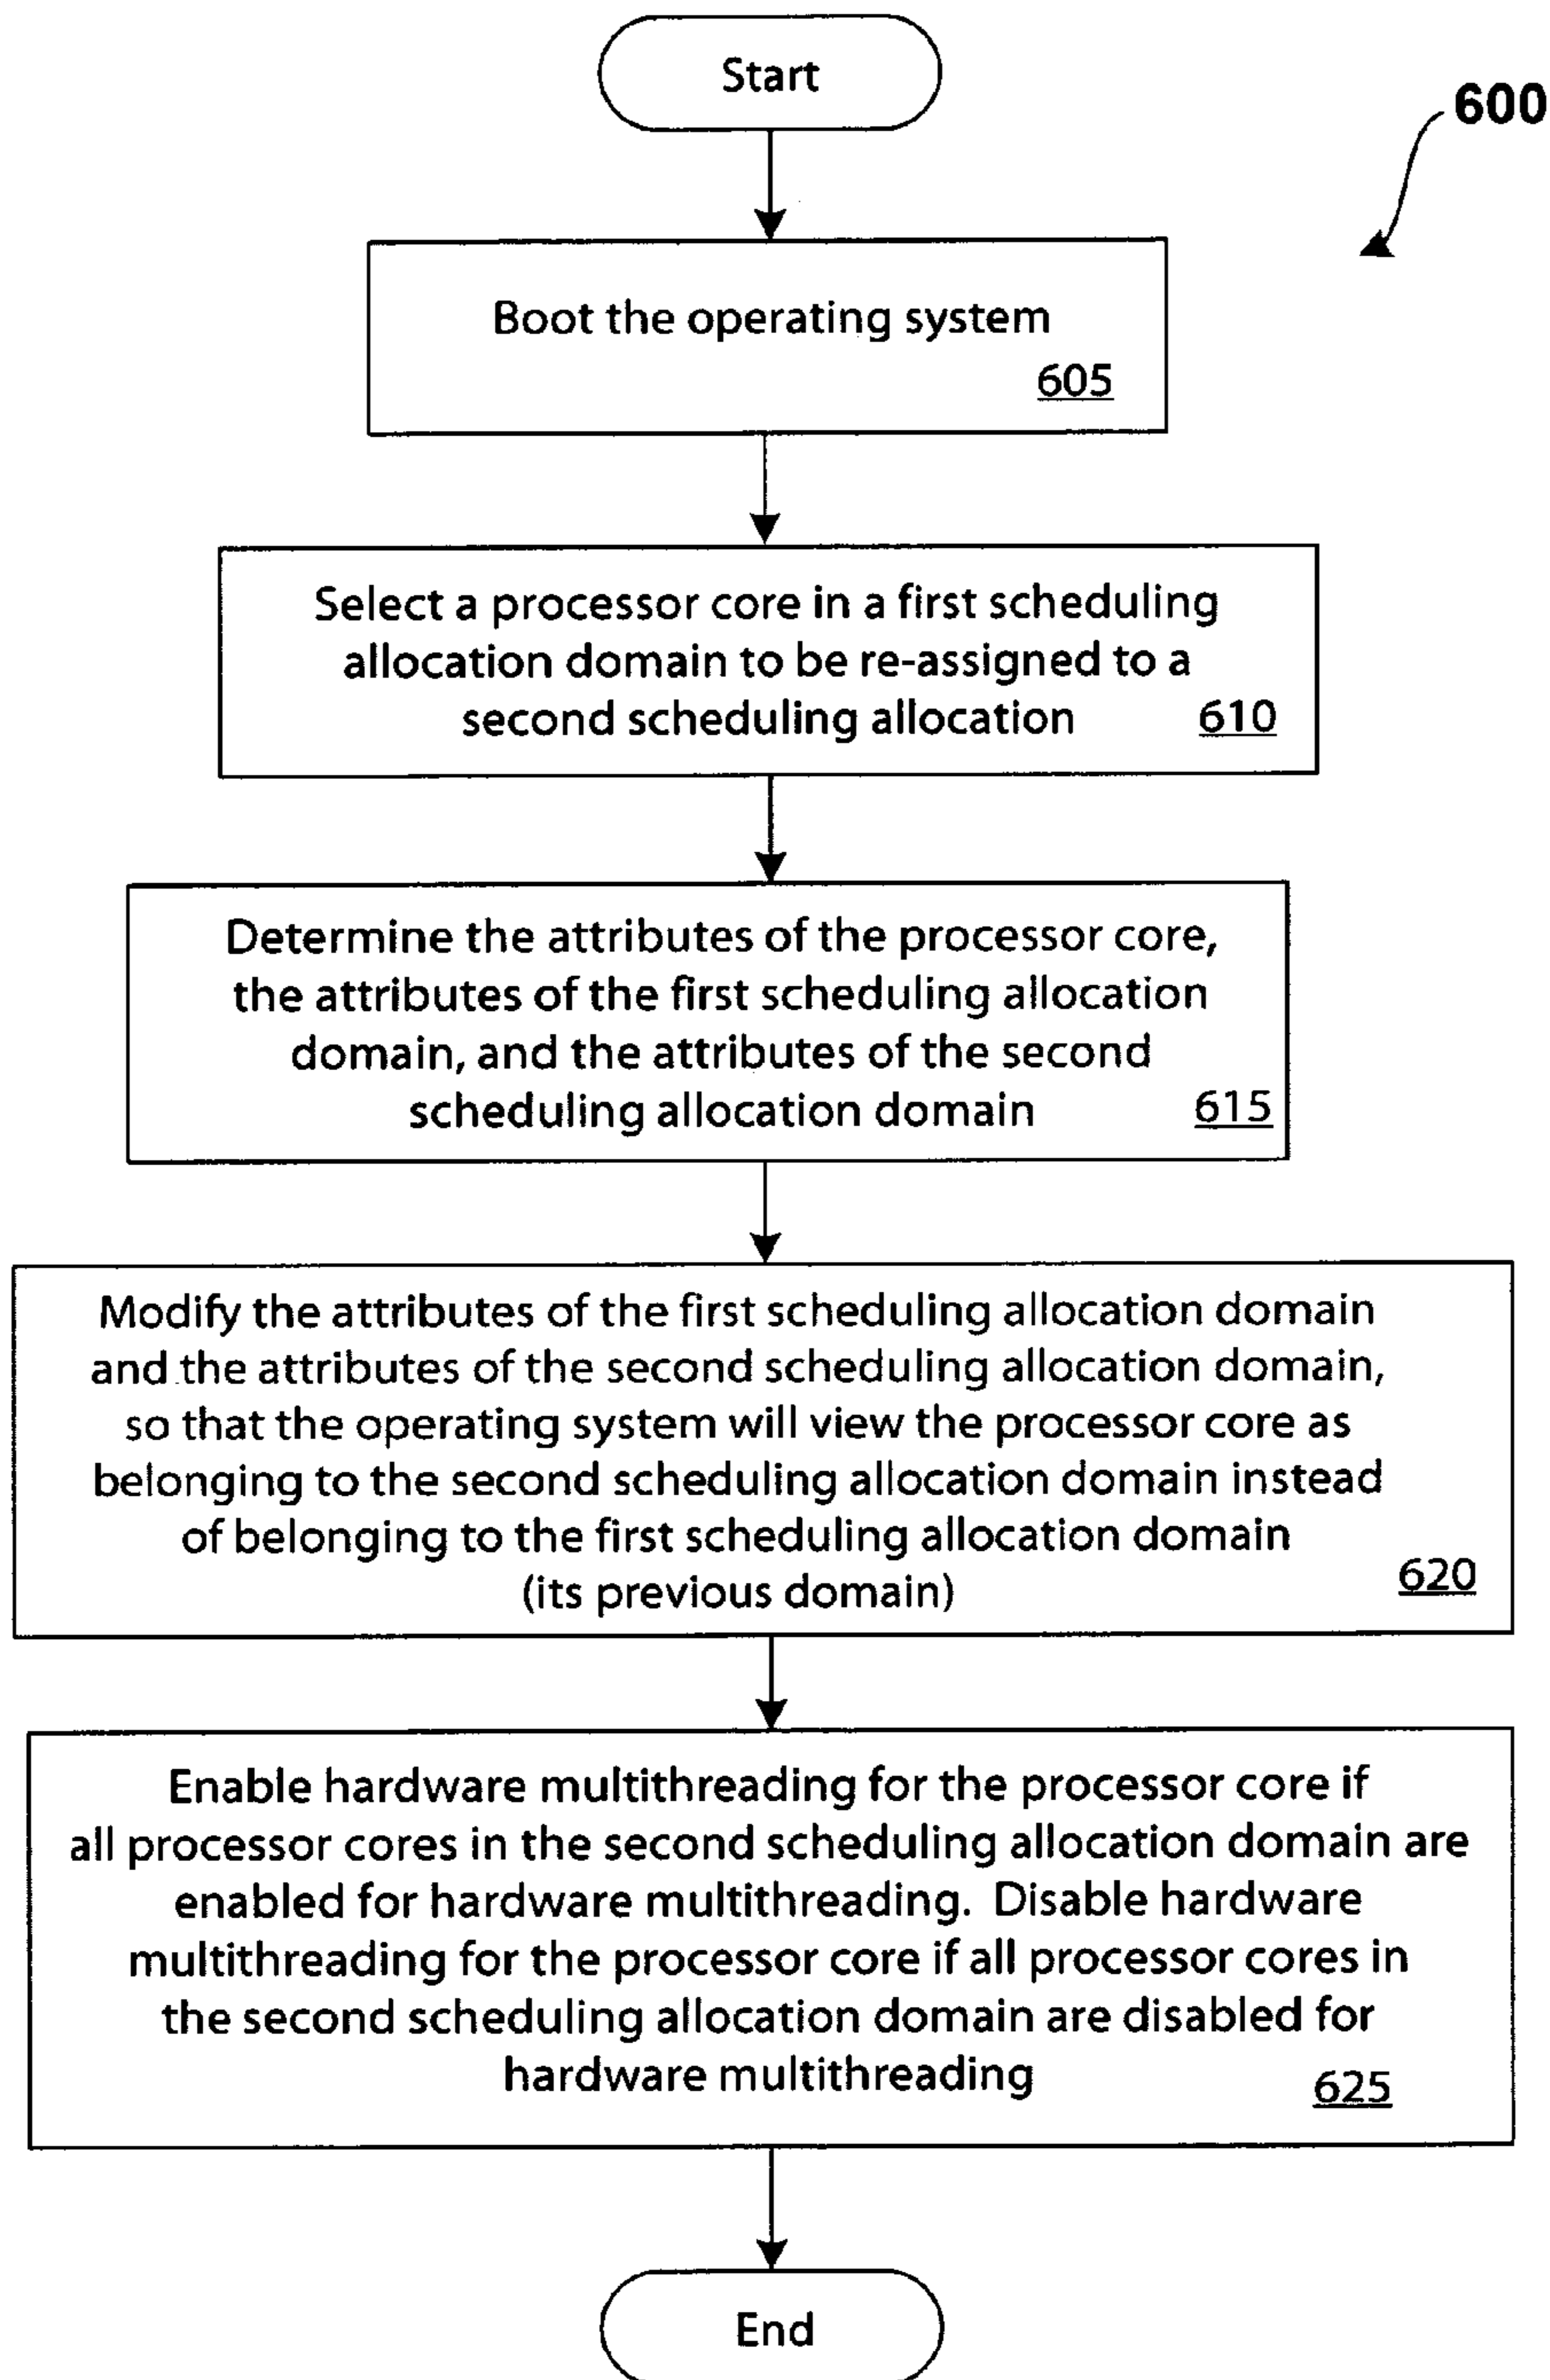 Start
600
Boot the operating system
605
Select a processor core in a first scheduling
allocation domain to be re-assigned to a
second scheduling allocation 610
Determine the attributes of the processor core,
the attributes of the first scheduling allocation
domain, and the attributes of the second
scheduling allocation domain 615
Modify the attributes of the first scheduling allocation domain
and the attributes of the second scheduling allocation domain,
so that the operating system will view the processor core as
belonging to the second scheduling allocation domain instead
of belonging to the first scheduling allocation domain
(its previous domain) 620
Enable hardware multithreading for the processor core if
all processor cores in the second scheduling allocation domain are
enabled for hardware multithreading. Disable hardware
multithreading for the processor core if all processor cores in
the second scheduling allocation domain are disabled for
hardware multithreading 625
End